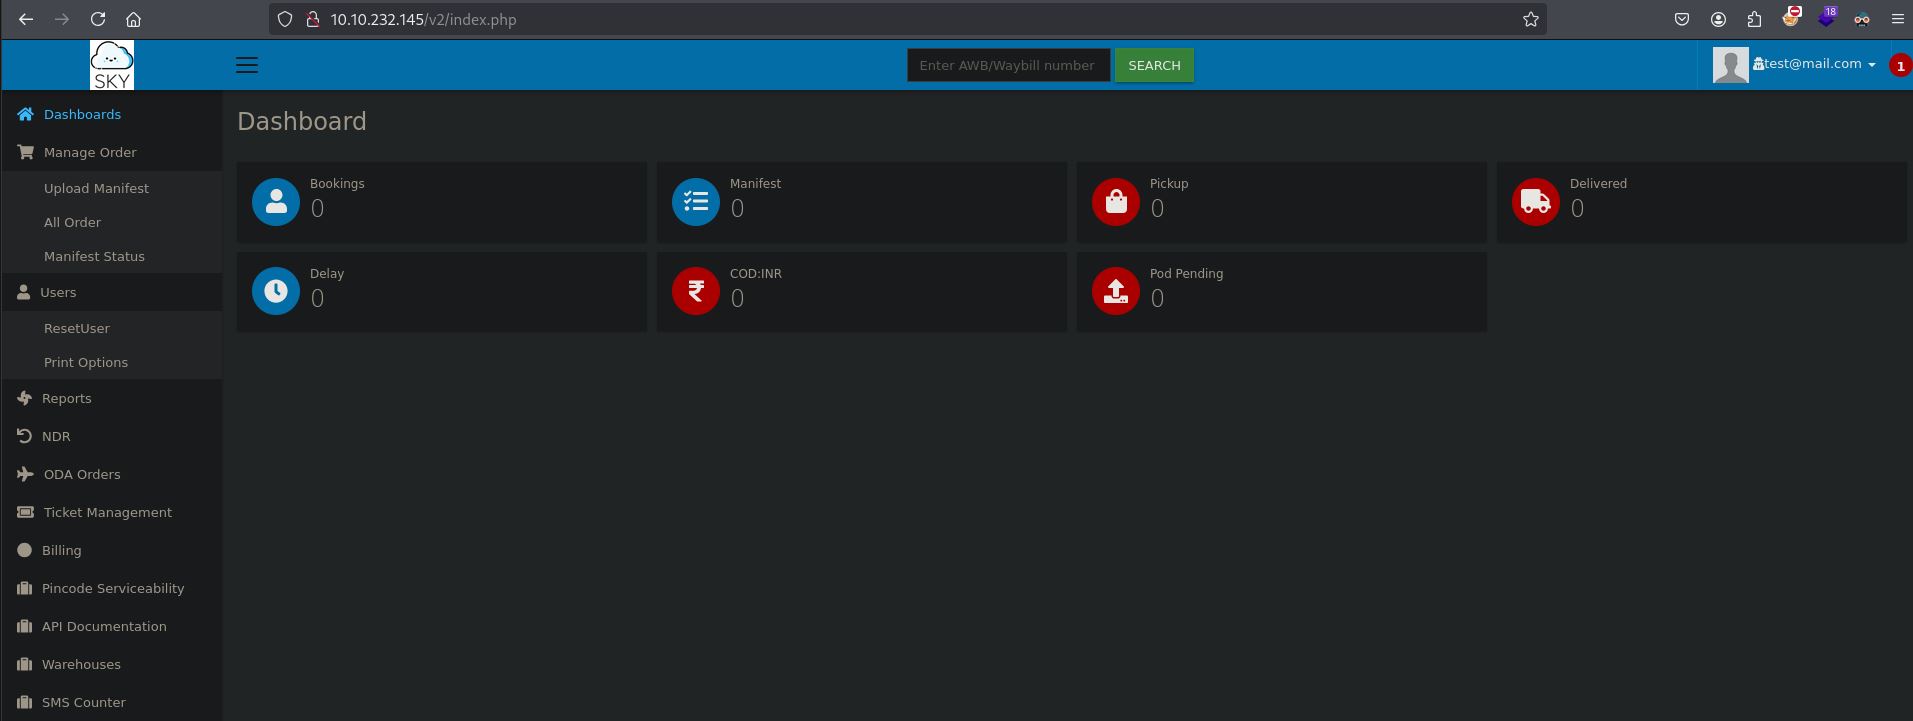 10.10.232.145/v2/index.php
18
SKY
Enter AWB/Waybill number
SEARCH
test@mail.com
1
Dashboards
Manage Order
Upload Manifest
All Order
Manifest Status
Users
ResetUser
Print Options
Reports
NDR
ODA Orders
Ticket Management
Billing
Pincode Serviceability
API Documentation
Warehouses
SMS Counter
Dashboard
Bookings
0
Manifest
0
Pickup
0
Delivered
0
Delay
0
COD:INR
0
Pod Pending
0